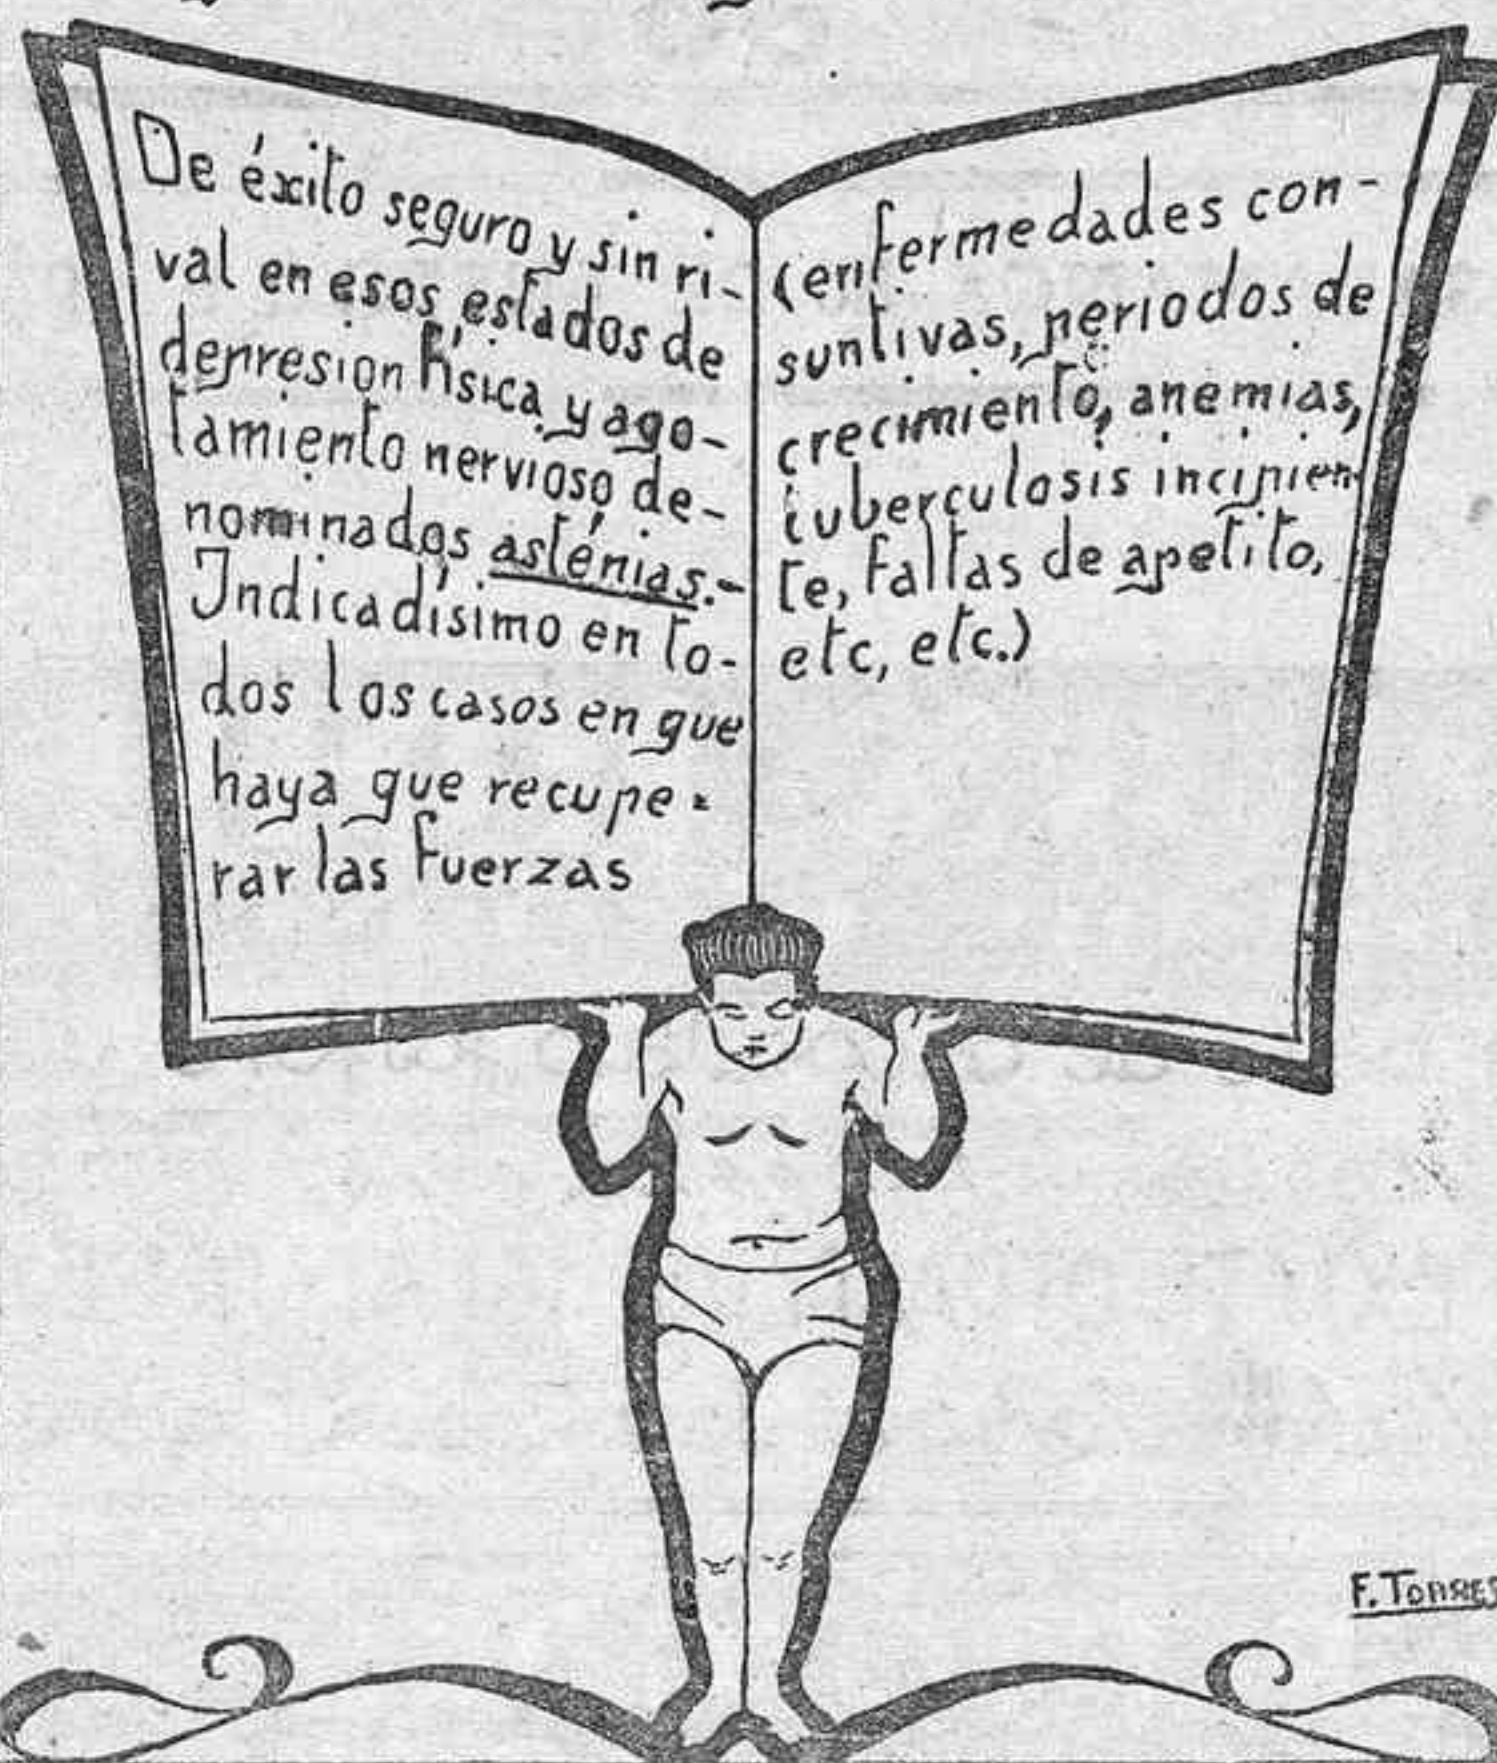 De éxito seguro y sin ri-
val en esos estados de
depresion física y ago-
tamiento nervioso de-
nominados asténias.-
Indicadísimo en to-
dos los casos en que
haya que recupe-
rar las fuerzas
(enfermedades con-
suntivas, periodos de
crecimiento, anemias,
tuberculosis incipien-
te, faltas de apetito,
etc, etc.)
F. TORRES